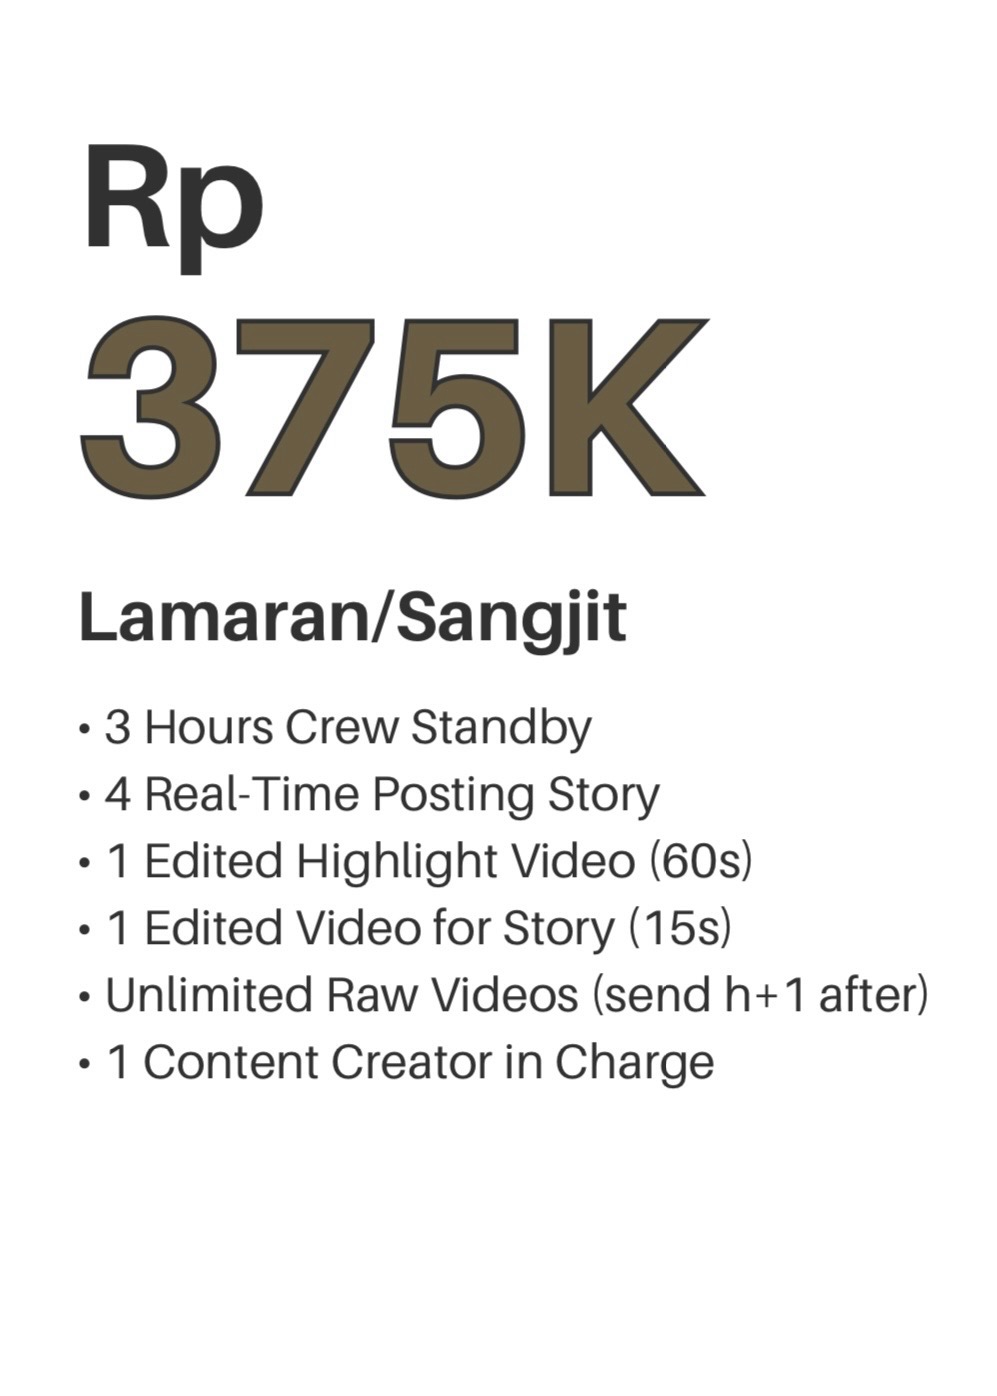 Rp
375K
Lamaran/Sangjit
• 3 Hours Crew Standby
• 4 Real-Time Posting Story
• 1 Edited Highlight Video (60s)
• 1 Edited Video for Story (15s)
• Unlimited Raw Videos (send h+1 after)
• 1 Content Creator in Charge